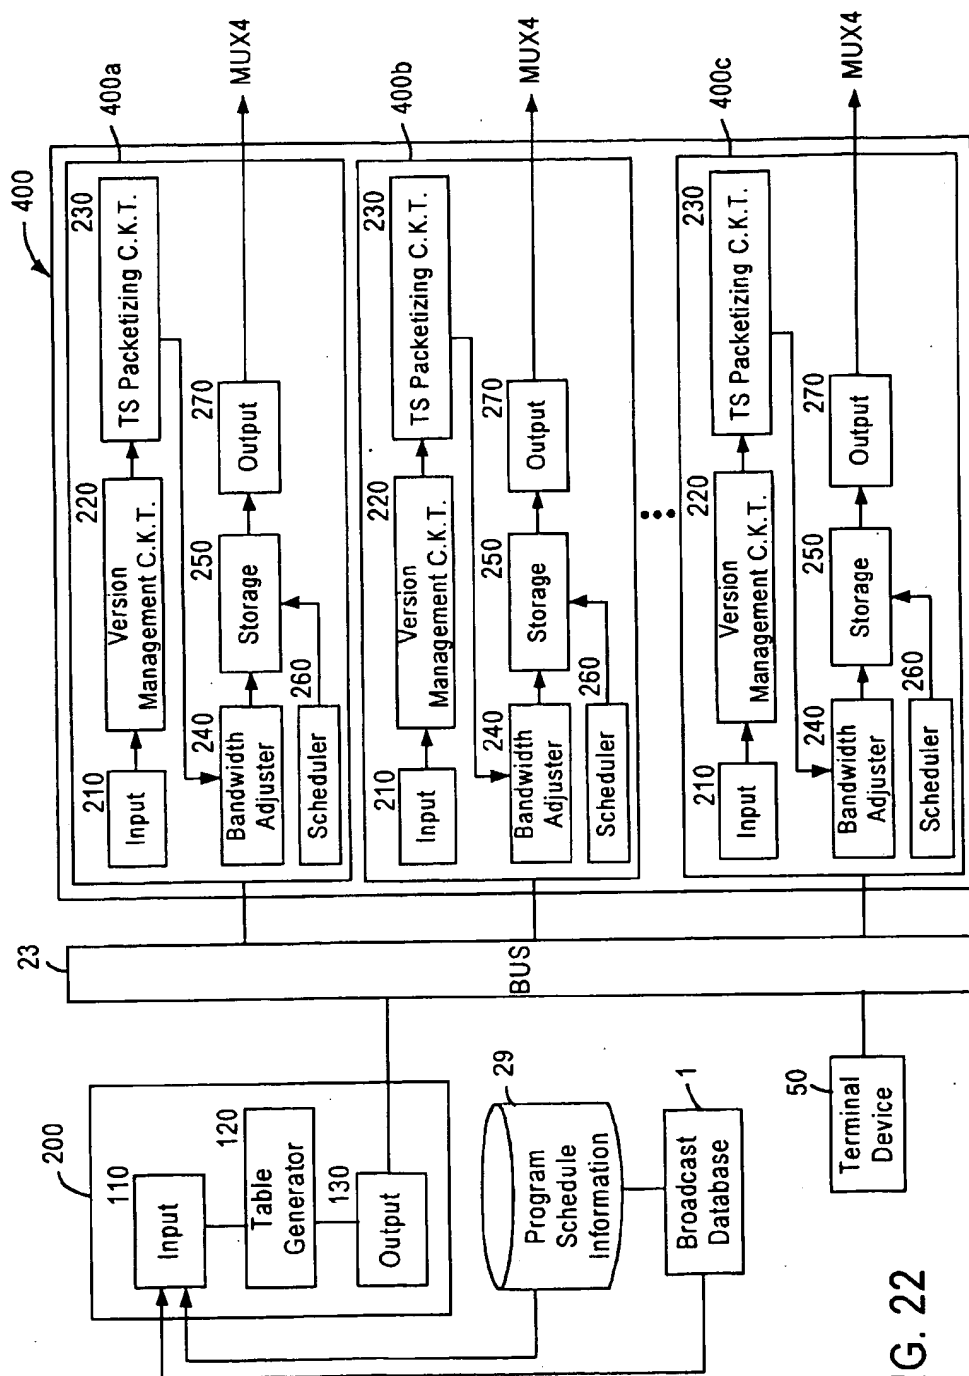 400
400a
210
Input
220
Version
Management C.K.T.
230
TS Packetizing C.K.T.
240
Bandwidth
Adjuster
250
Storage
260
Scheduler
270
Output
MUX4
400b
210
Input
220
Version
Management C.K.T.
230
TS Packetizing C.K.T.
240
Bandwidth
Adjuster
250
Storage
260
Scheduler
270
Output
MUX4
400c
210
Input
220
Version
Management C.K.T.
230
TS Packetizing C.K.T.
240
Bandwidth
Adjuster
250
Storage
260
Scheduler
270
Output
MUX4
23
BUS
200
110
Input
120
Table
Generator
130
Output
29
Program
Schedule
Information
1
Broadcast
Database
50
Terminal
Device
G. 22